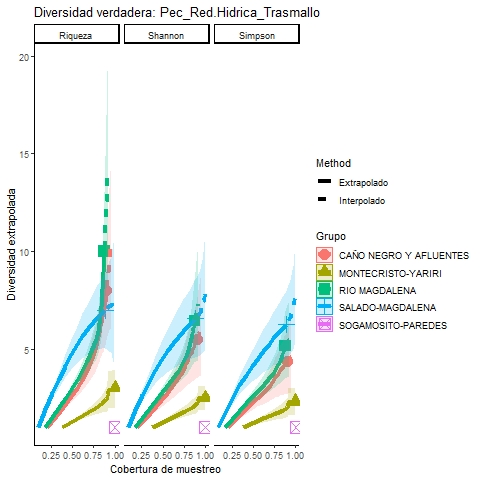 Diversidad verdadera: Pec_Red.Hidrica_Trasmallo
Riqueza Shannon Simpson
20
15
10
5
Diversidad extrapolada
0.25 0.50 0.75 1.00 0.25 0.50 0.75 1.00 0.25 0.50 0.75 1.00
Cobertura de muestreo
Method
Extrapolado
Interpolado
Grupo
CAÑO NEGRO Y AFLUENTES
MONTECRISTO-YARIRI
RIO MAGDALENA
SALADO-MAGDALENA
SOGAMOSITO-PAREDES